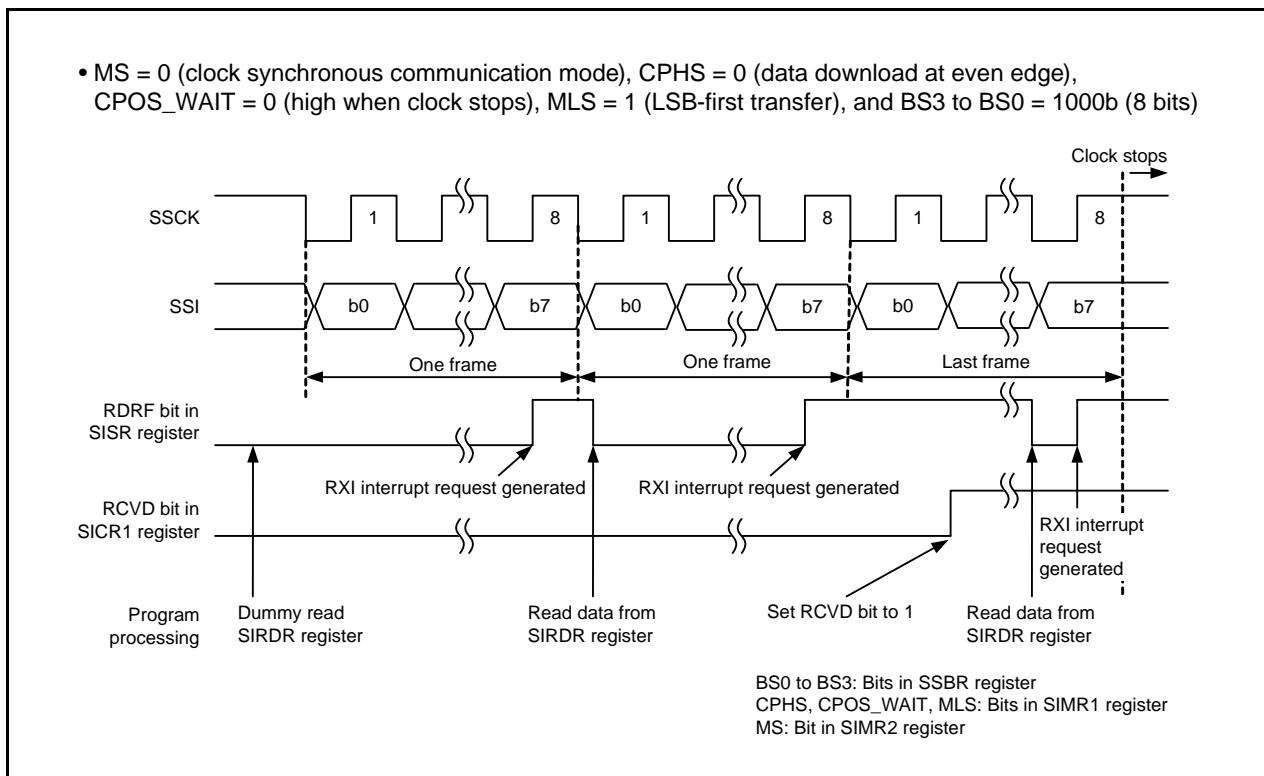 • MS = 0 (clock synchronous communication mode), CPHS = 0 (data download at even edge),
CPOS_WAIT = 0 (high when clock stops), MLS = 1 (LSB-first transfer), and BS3 to BS0 = 1000b (8 bits)
Clock stops
SSCK
1
8
1
8
1
8
SSI
b0
b7
b0
b7
b0
b7
One frame
One frame
Last frame
RDRF bit in
SISR register
RXI interrupt request generated
RXI interrupt request generated
RCVD bit in
SICR1 register
RXI interrupt
request
generated
Program
processing
Dummy read
SIRDR register
Read data from
SIRDR register
Set RCVD bit to 1
Read data from
SIRDR register
BS0 to BS3: Bits in SSBR register
CPHS, CPOS_WAIT, MLS: Bits in SIMR1 register
MS: Bit in SIMR2 register